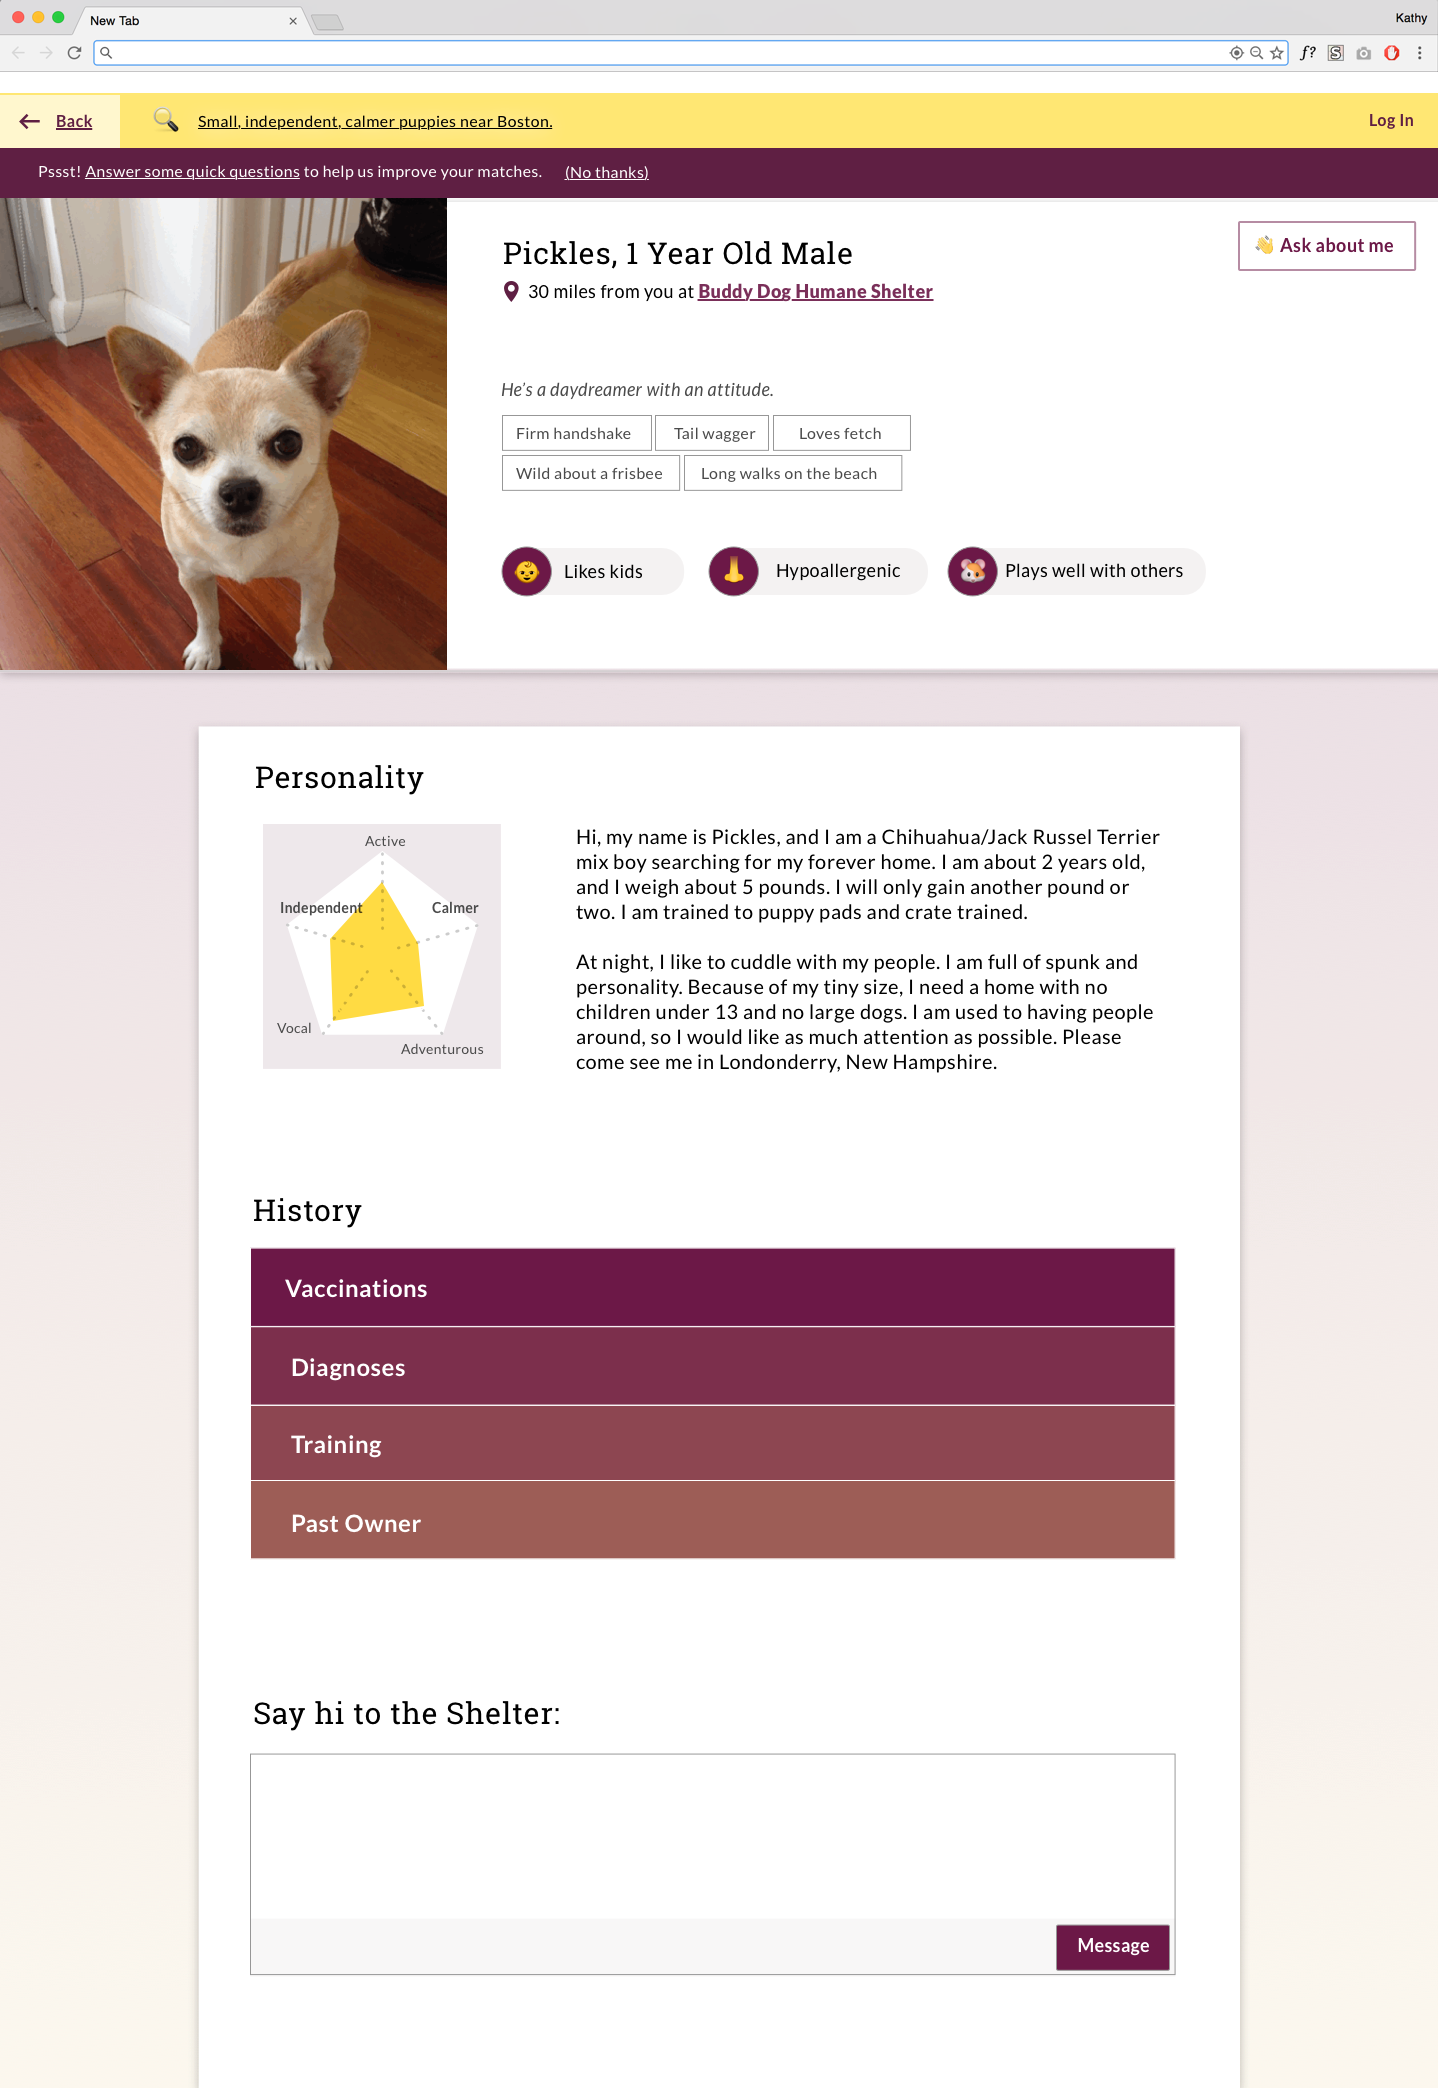 New Tab
Kathy
f?
S
Back
Small, independent, calmer puppies near Boston.
Log In
Pssst! Answer some quick questions to help us improve your matches. (No thanks)
Pickles, 1 Year Old Male
Ask about me
30 miles from you at Buddy Dog Humane Shelter
He's a daydreamer with an attitude.
Firm handshake
Tail wagger
Loves fetch
Wild about a frisbee
Long walks on the beach
Likes kids
Hypoallergenic
Plays well with others
Personality
Active
Independent
Calmer
Vocal
Adventurous
Hi, my name is Pickles, and I am a Chihuahua/Jack Russel Terrier
mix boy searching for my forever home. I am about 2 years old,
and I weigh about 5 pounds. I will only gain another pound or
two. I am trained to puppy pads and crate trained.
At night, I like to cuddle with my people. I am full of spunk and
personality. Because of my tiny size, I need a home with no
children under 13 and no large dogs. I am used to having people
around, so I would like as much attention as possible. Please
come see me in Londonderry, New Hampshire.
History
Vaccinations
Diagnoses
Training
Past Owner
Say hi to the Shelter:
Message